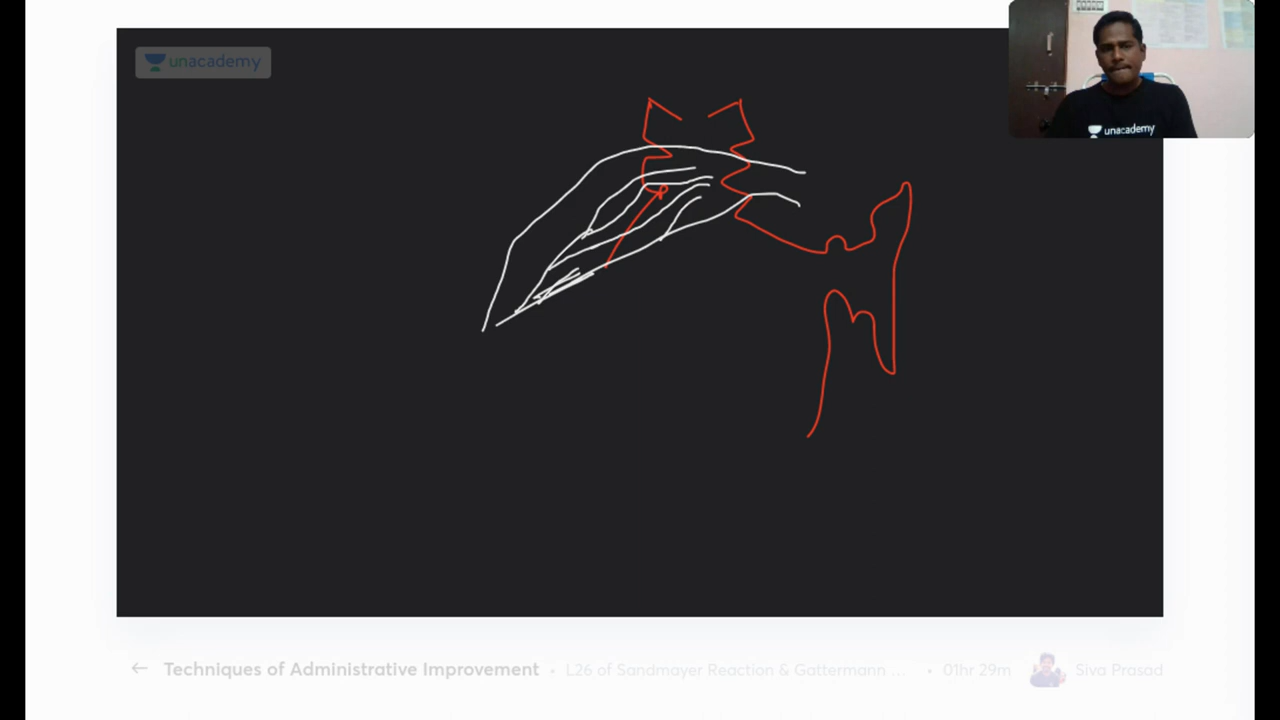 unacademy
unacademy
Techniques of Administrative Improvement • L26 of Sandmayer Reaction & Gattermann ... • 01hr 29m Siva Prasad